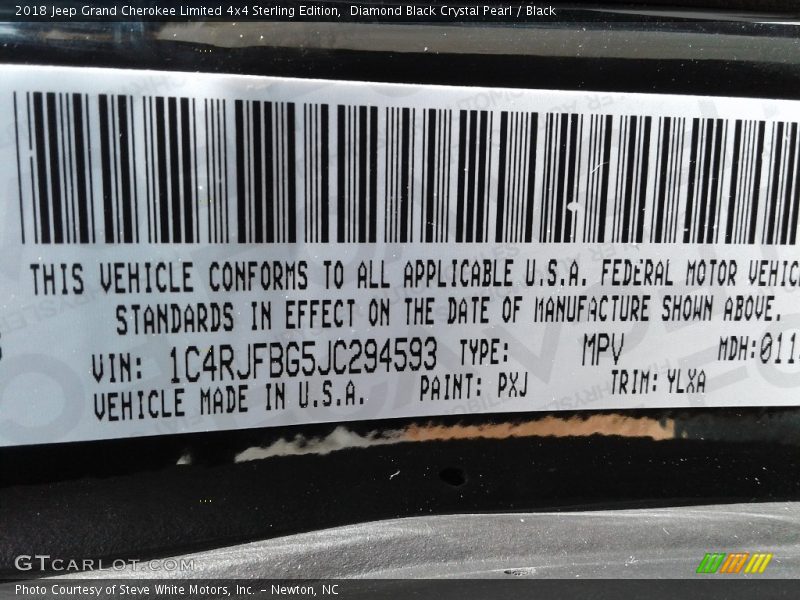 2018 Jeep Grand Cherokee Limited 4x4 Sterling Edition, Diamond Black Crystal Pearl / Black
THIS VEHICLE CONFORMS TO ALL APPLICABLE U.S.A. FEDERAL MOTOR VEHIC
STANDARDS IN EFFECT ON THE DATE OF MANUFACTURE SHOWN ABOVE.
VIN: 1C4RJFBG5JC294593 TYPE: MPV MDH:011
VEHICLE MADE IN U.S.A. PAINT: PXJ TRIM: YLXA
GTCARLOT.COM
Photo Courtesy of Steve White Motors, Inc. – Newton, NC